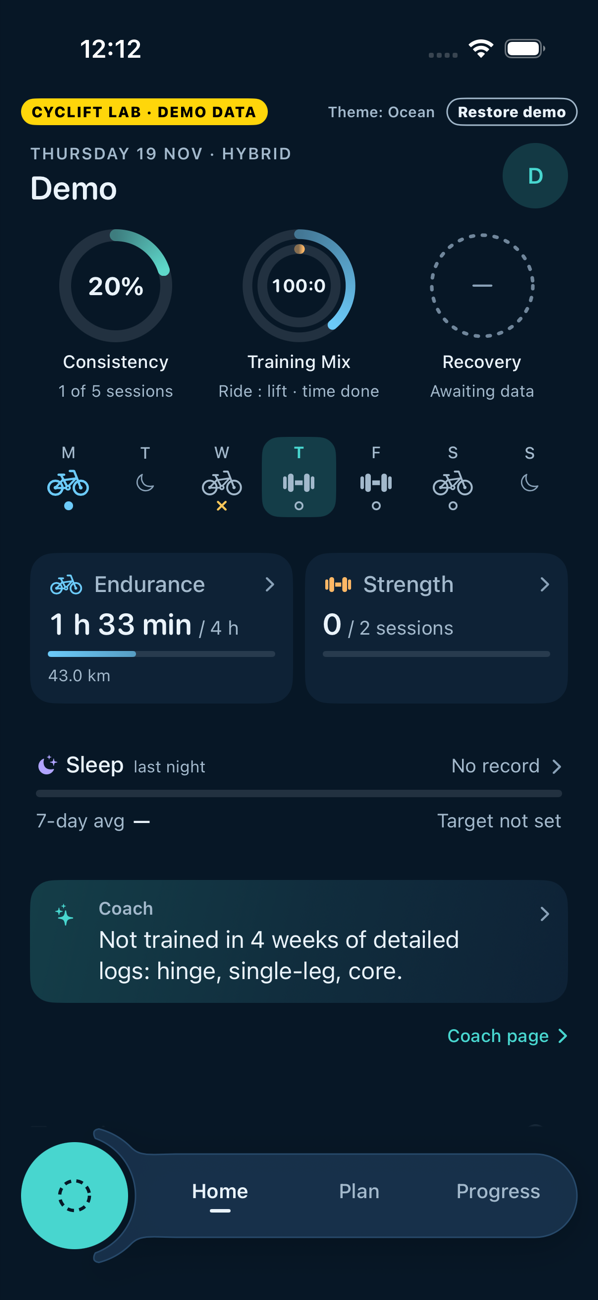 12:12
CYCLIFT LAB · DEMO DATA
Theme: Ocean
Restore demo
THURSDAY 19 NOV · HYBRID
Demo
D
20%
100:0
—
Consistency
Training Mix
Recovery
1 of 5 sessions
Ride : lift · time done
Awaiting data
M T W T F S S
Endurance
1 h 33 min / 4 h
43.0 km
Strength
0 / 2 sessions
Sleep last night
No record
7-day avg —
Target not set
Coach
Not trained in 4 weeks of detailed
logs: hinge, single-leg, core.
Coach page
Home
Plan
Progress